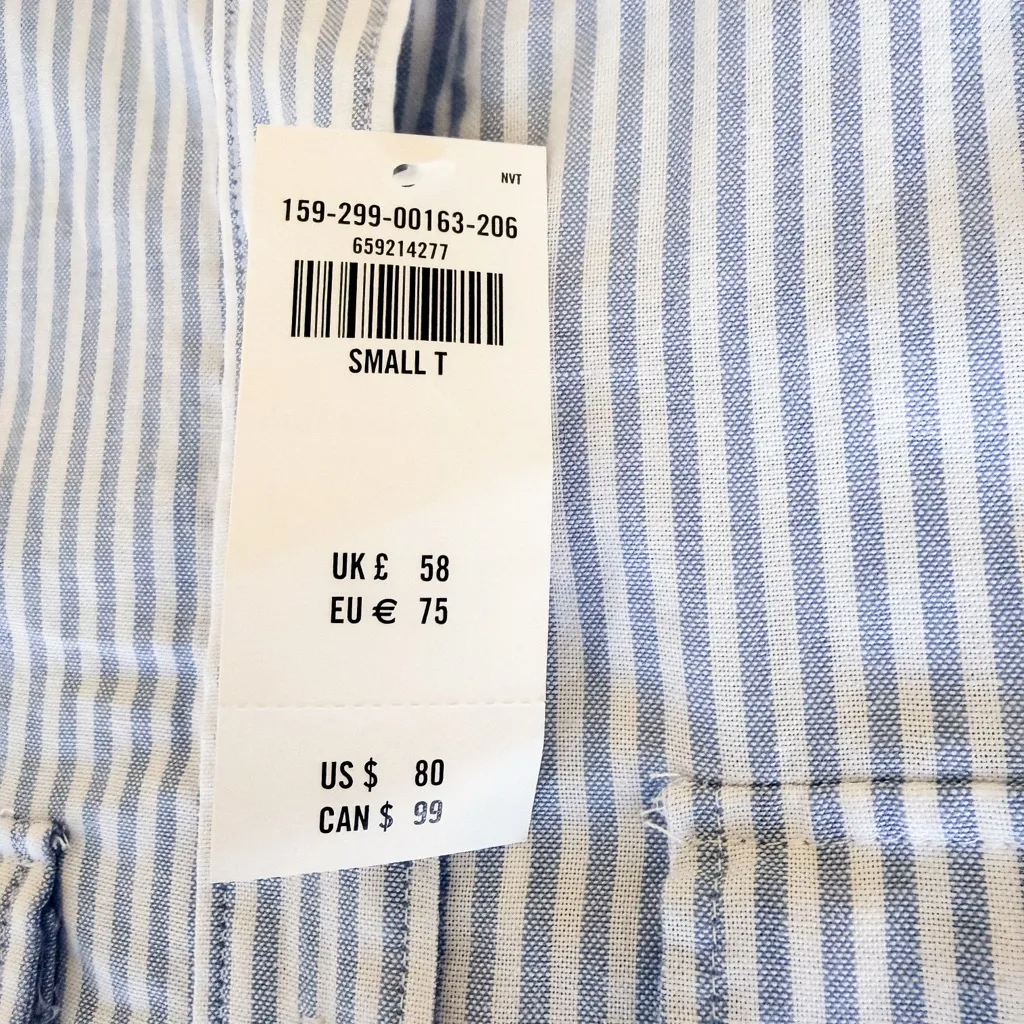 NVT
159-299-00163-206
659214277
SMALL T
UK £ 58
EU € 75
US $ 80
CAN $ 99